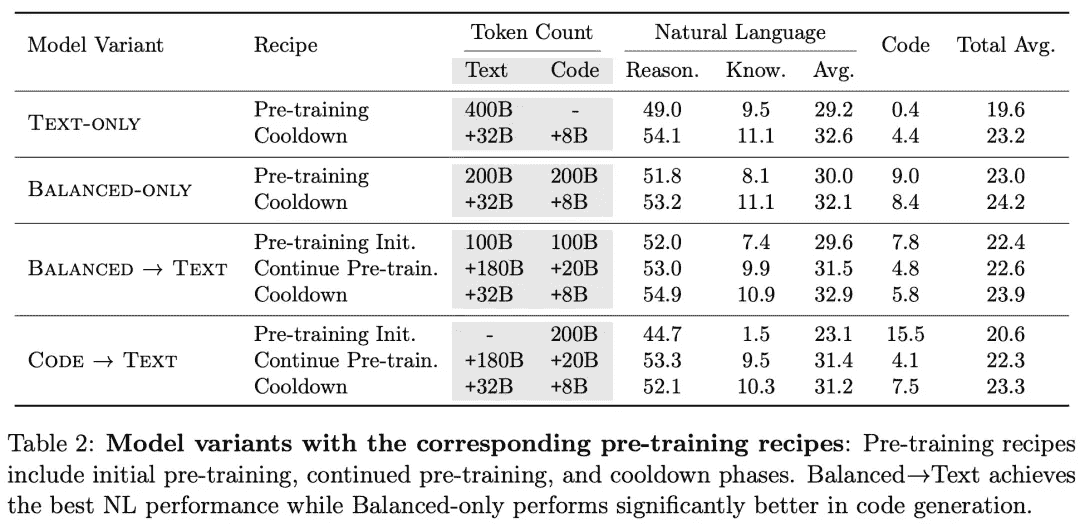 Model Variant Recipe Token Count Natural Language Code Total Avg.
Text Code Reason. Know. Avg.
TEXT-ONLY Pre-training 400B - 49.0 9.5 29.2 0.4 19.6
Cooldown +32B +8B 54.1 11.1 32.6 4.4 23.2
BALANCED-ONLY Pre-training 200B 200B 51.8 8.1 30.0 9.0 23.0
Cooldown +32B +8B 53.2 11.1 32.1 8.4 24.2
Pre-training Init. 100B 100B 52.0 7.4 29.6 7.8 22.4
BALANCED → TEXT Continue Pre-train. +180B +20B 53.0 9.9 31.5 4.8 22.6
Cooldown +32B +8B 54.9 10.9 32.9 5.8 23.9
Pre-training Init. - 200B 44.7 1.5 23.1 15.5 20.6
CODE → TEXT Continue Pre-train. +180B +20B 53.3 9.5 31.4 4.1 22.3
Cooldown +32B +8B 52.1 10.3 31.2 7.5 23.3
Table 2: Model variants with the corresponding pre-training recipes: Pre-training recipes
include initial pre-training, continued pre-training, and cooldown phases. Balanced→Text achieves
the best NL performance while Balanced-only performs significantly better in code generation.